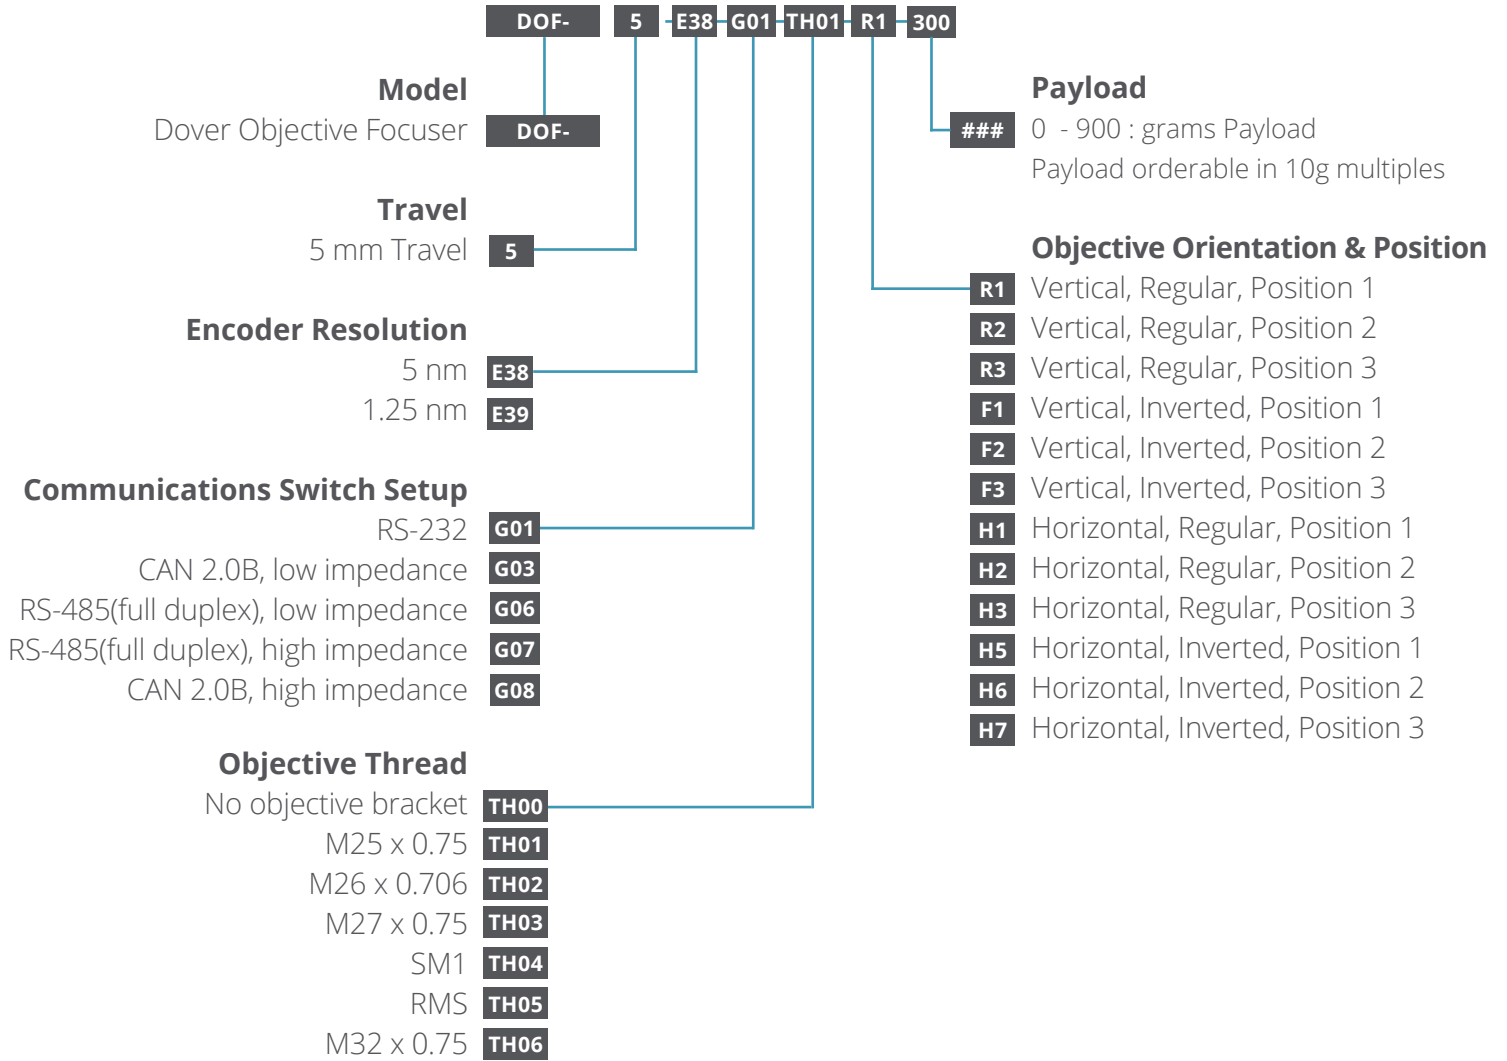 DOF- 5 E38 G01 TH01 R1 300
Model
Dover Objective Focuser DOF-
Travel
5 mm Travel 5
Encoder Resolution
5 nm E38
1.25 nm E39
Communications Switch Setup
RS-232 G01
CAN 2.0B, low impedance G03
RS-485(full duplex), low impedance G06
RS-485(full duplex), high impedance G07
CAN 2.0B, high impedance G08
Objective Thread
No objective bracket TH00
M25 x 0.75 TH01
M26 x 0.706 TH02
M27 x 0.75 TH03
SM1 TH04
RMS TH05
M32 x 0.75 TH06
Payload
### 0 - 900 : grams Payload
Payload orderable in 10g multiples
Objective Orientation & Position
R1 Vertical, Regular, Position 1
R2 Vertical, Regular, Position 2
R3 Vertical, Regular, Position 3
F1 Vertical, Inverted, Position 1
F2 Vertical, Inverted, Position 2
F3 Vertical, Inverted, Position 3
H1 Horizontal, Regular, Position 1
H2 Horizontal, Regular, Position 2
H3 Horizontal, Regular, Position 3
H5 Horizontal, Inverted, Position 1
H6 Horizontal, Inverted, Position 2
H7 Horizontal, Inverted, Position 3